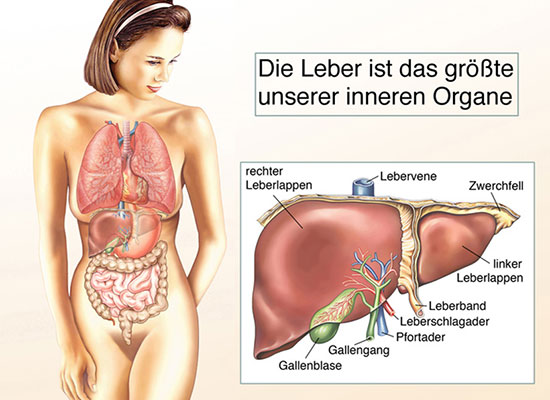 Die Leber ist das größte
unserer inneren Organe
rechter
Leberlappen
Lebervene
Zwerchfell
linker
Leberlappen
Leberband
Leberschlagader
Pfortader
Gallengang
Gallenblase